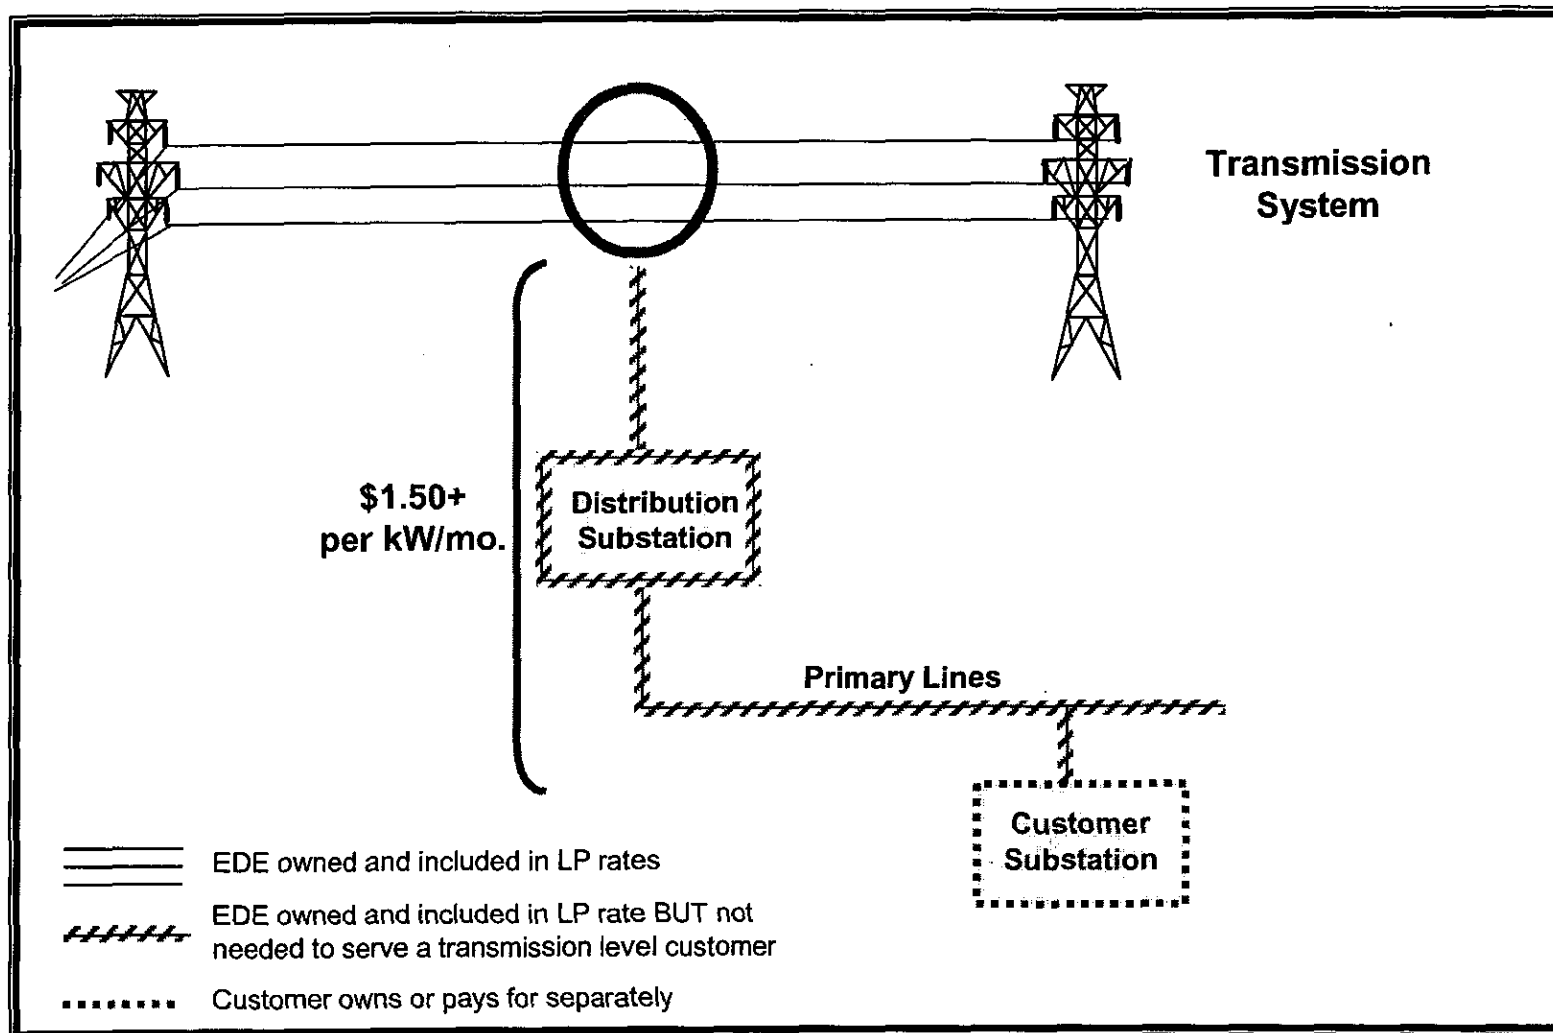 Transmission
System
$1.50+
per kW/mo.
Distribution
Substation
Primary Lines
Customer
Substation
EDE owned and included in LP rates
EDE owned and included in LP rate BUT not
needed to serve a transmission level customer
Customer owns or pays for separately